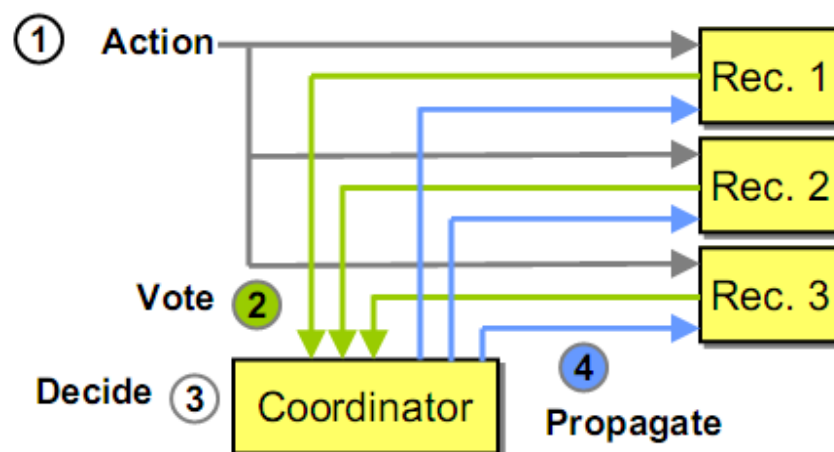 1 Action
Rec. 1
Rec. 2
Rec. 3
Vote 2
Decide 3
Coordinator
4
Propagate